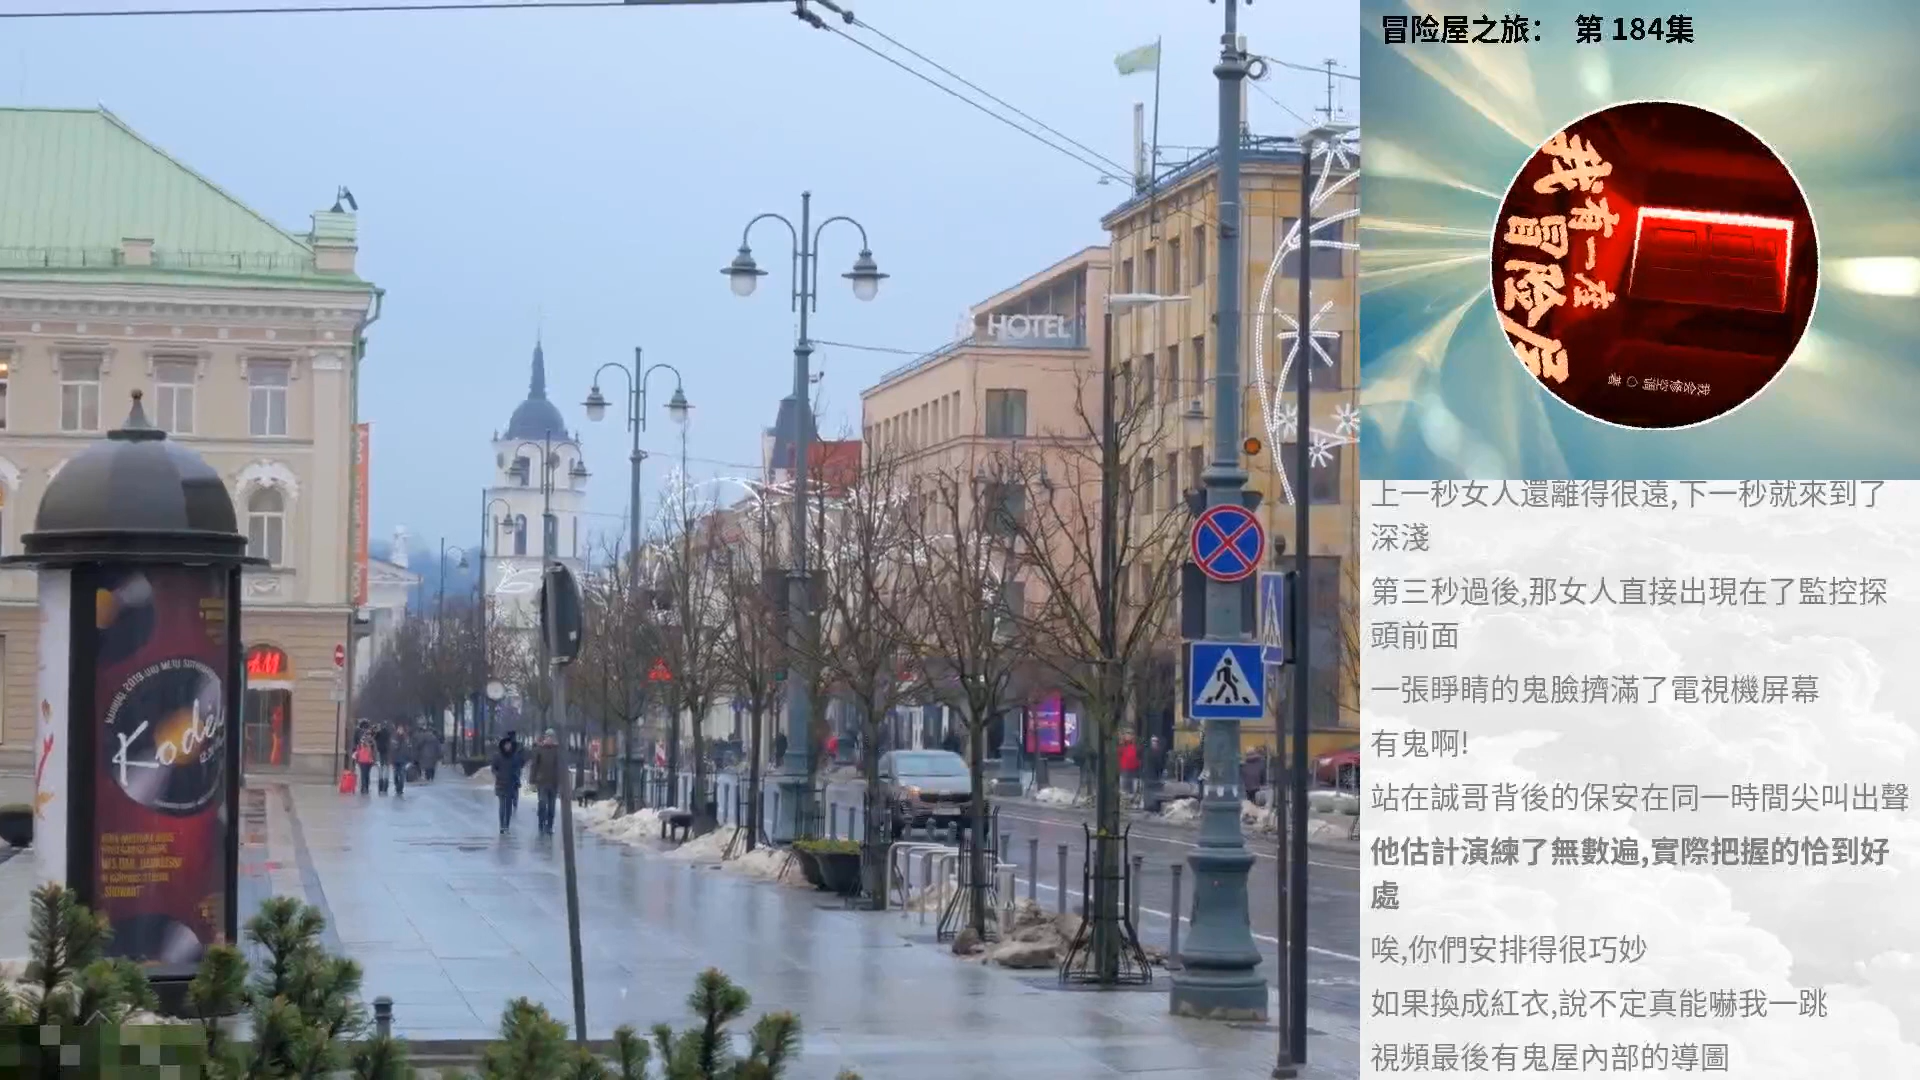 冒险屋之旅： 第 184集
我有一座
冒险屋
我会修空调 ○ 著
HOTEL
H&M
Kodėl
上一秒女人還離得很遠,下一秒就來到了
深淺
第三秒過後,那女人直接出現在了監控探
頭前面
一張睜睛的鬼臉擠滿了電視機屏幕
有鬼啊!
站在誠哥背後的保安在同一時間尖叫出聲
他估計演練了無數遍,實際把握的恰到好
處
唉,你們安排得很巧妙
如果換成紅衣,說不定真能嚇我一跳
視頻最後有鬼屋內部的導圖